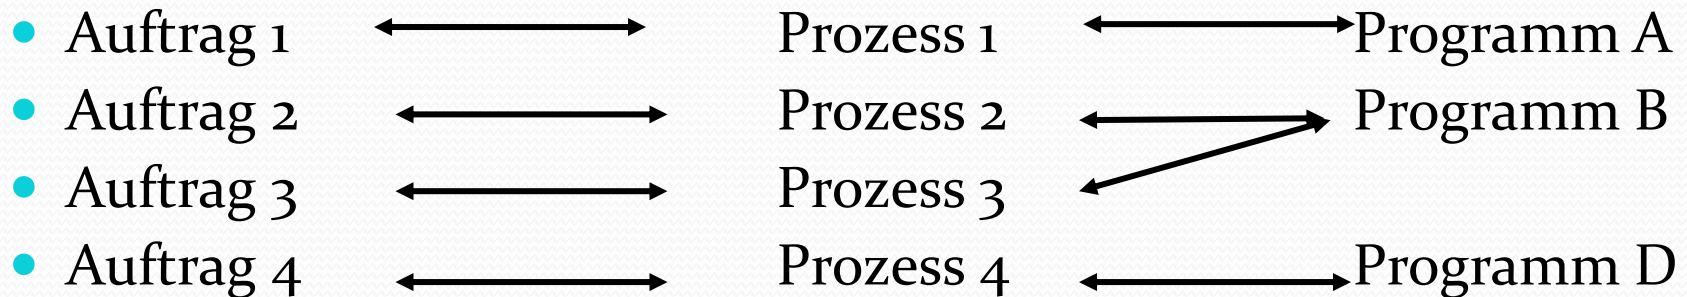 Auftrag 1 Prozess 1 Programm A
Auftrag 2 Prozess 2 Programm B
Auftrag 3 Prozess 3
Auftrag 4 Prozess 4 Programm D